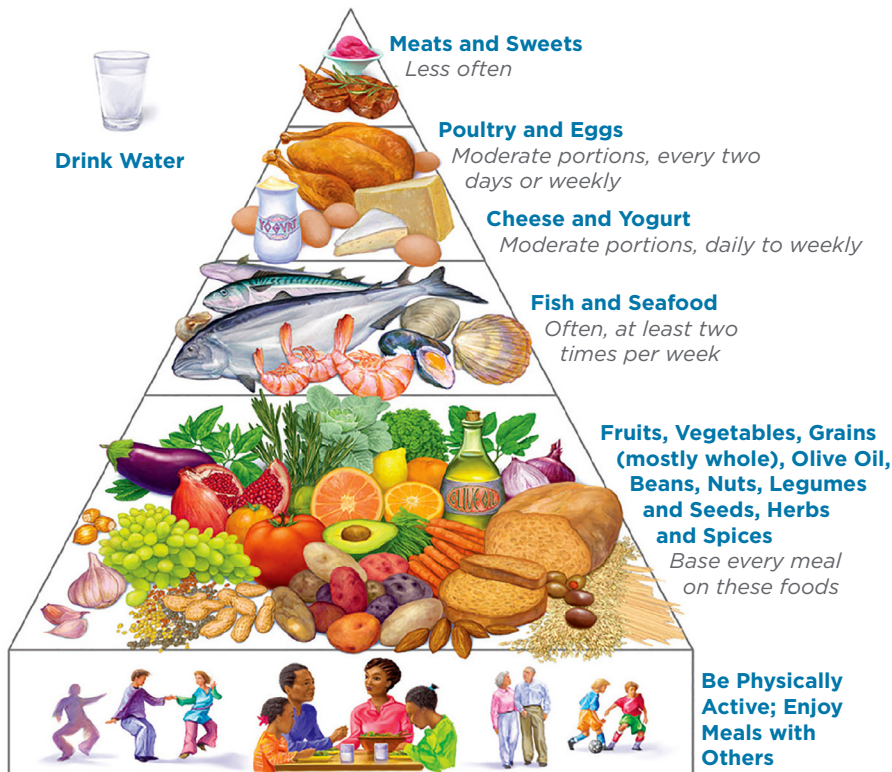 Meats and Sweets
Less often
Drink Water
Poultry and Eggs
Moderate portions, every two
days or weekly
YOGURT
Cheese and Yogurt
Moderate portions, daily to weekly
Fish and Seafood
Often, at least two
times per week
Fruits, Vegetables, Grains
(mostly whole), Olive Oil,
Beans, Nuts, Legumes
and Seeds, Herbs
and Spices
Base every meal
on these foods
OLIVE OIL
Be Physically
Active; Enjoy
Meals with
Others